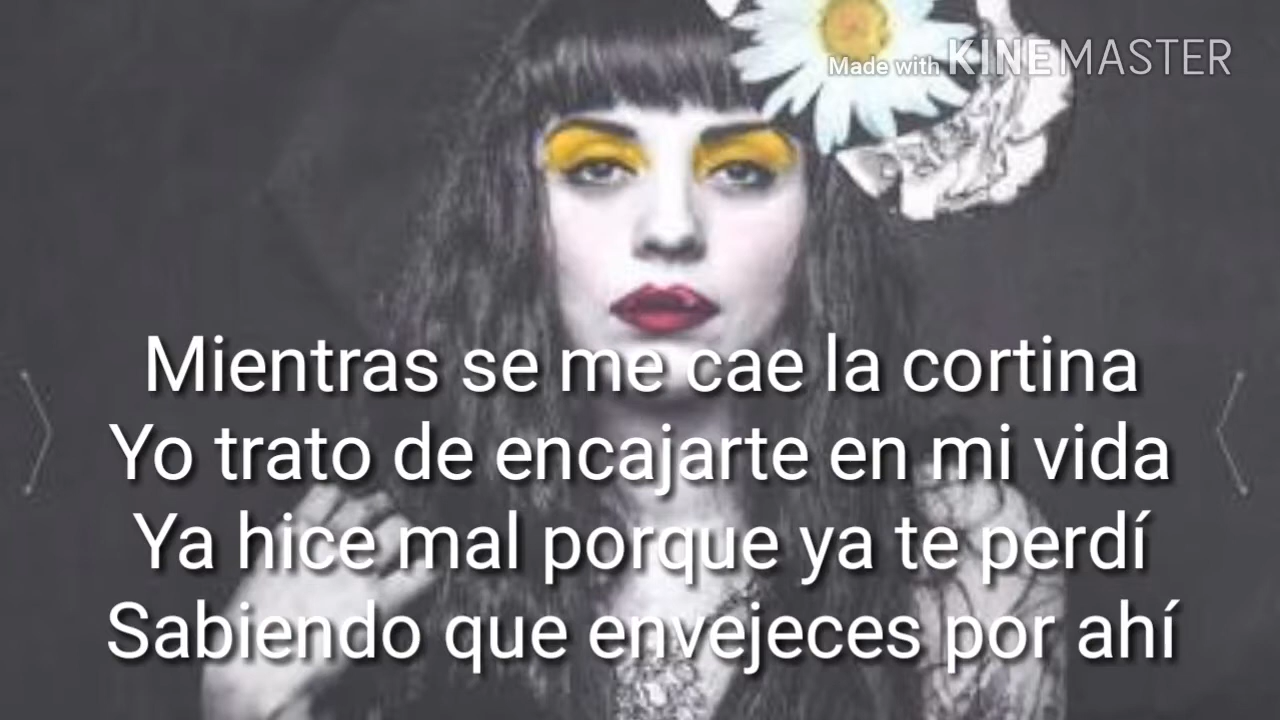 Made with KINEMASTER
Mientras se me cae la cortina
Yo trato de encajarte en mi vida
Ya hice mal porque ya te perdí
Sabiendo que envejeces por ahí